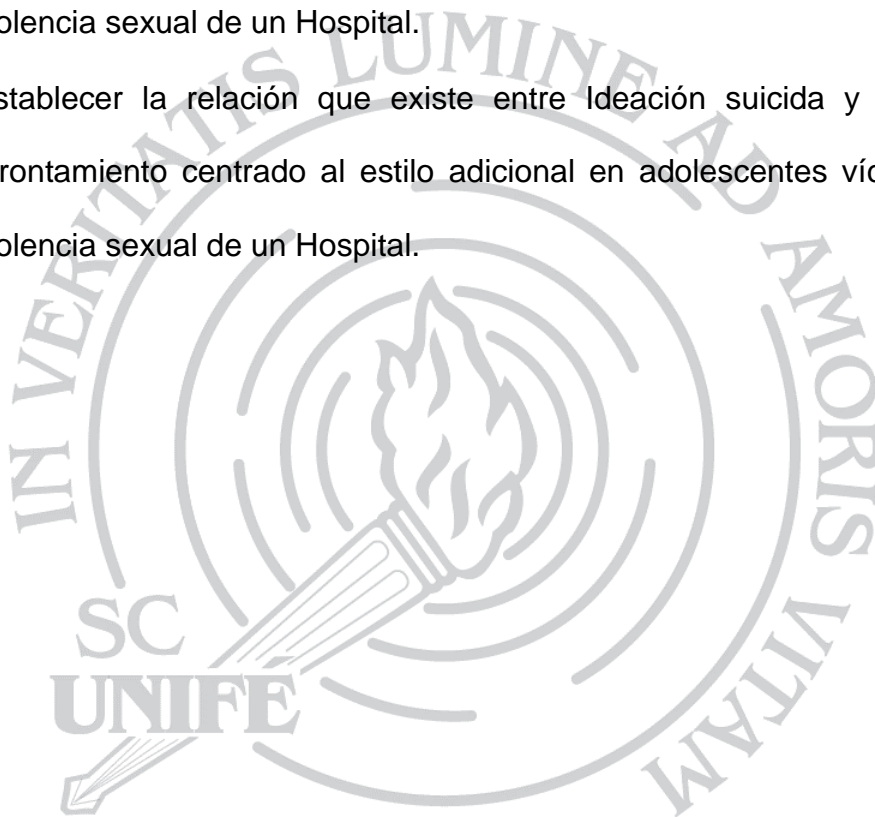 olencia sexual de un Hospital.
stablecer la relación que existe entre Ideación suicida y
rontamiento centrado al estilo adicional en adolescentes víc
olencia sexual de un Hospital.
IN VERITATIS LUMINE AD AMORIS VITAM
SC
UNIFE